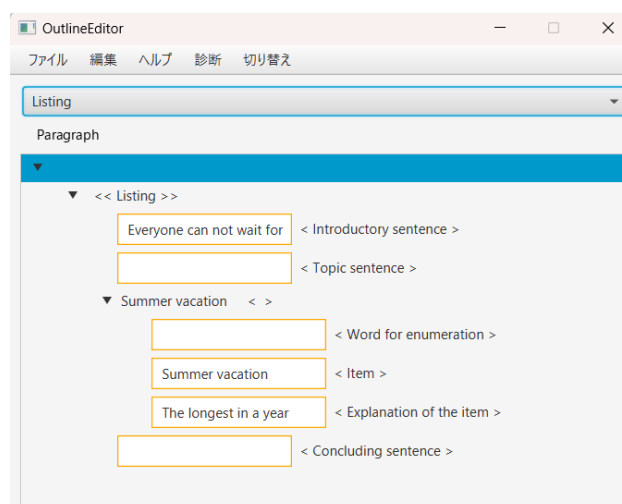 OutlineEditor
ファイル 編集 ヘルプ 診断 切り替え
Listing
Paragraph
<< Listing >>
Everyone can not wait for < Introductory sentence >
< Topic sentence >
Summer vacation < >
< Word for enumeration >
Summer vacation < Item >
The longest in a year < Explanation of the item >
< Concluding sentence >